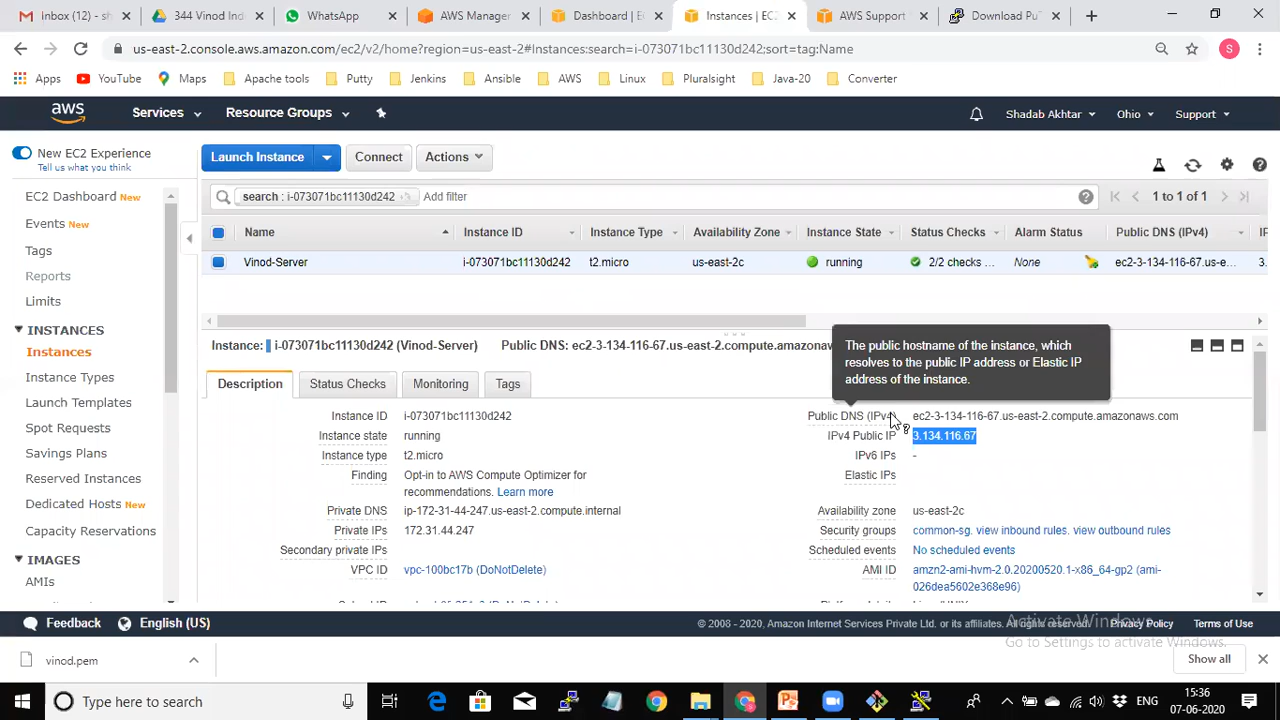 Inbox (12) - sh
344 Vinod Ind
WhatsApp
AWS Manager
Dashboard | E
Instances | EC
AWS Support
Download Pu
us-east-2.console.aws.amazon.com/ec2/v2/home?region=us-east-2#Instances:search=i-073071bc11130d242;sort=tag:Name
S
Apps
YouTube
Maps
Apache tools
Putty
Jenkins
Ansible
AWS
Linux
Pluralsight
Java-20
Converter
aws
Services
Resource Groups
Shadab Akhtar
Ohio
Support
New EC2 Experience
Tell us what you think
Launch Instance
Connect
Actions
EC2 Dashboard New
Events New
Tags
Reports
Limits
INSTANCES
Instances
Instance Types
Launch Templates
Spot Requests
Savings Plans
Reserved Instances
Dedicated Hosts New
Capacity Reservations
IMAGES
AMIs
search : i-073071bc11130d242
Add filter
1 to 1 of 1
Name
Instance ID
Instance Type
Availability Zone
Instance State
Status Checks
Alarm Status
Public DNS (IPv4)
IP
Vinod-Server
i-073071bc11130d242
t2.micro
us-east-2c
running
2/2 checks ...
None
ec2-3-134-116-67.us-e...
3.
The public hostname of the instance, which
resolves to the public IP address or Elastic IP
address of the instance.
Instance: i-073071bc11130d242 (Vinod-Server)
Public DNS: ec2-3-134-116-67.us-east-2.compute.amazonaw
Description
Status Checks
Monitoring
Tags
Instance ID i-073071bc11130d242
Public DNS (IPv4 ec2-3-134-116-67.us-east-2.compute.amazonaws.com
Instance state running
IPv4 Public IP 3.134.116.67
Instance type t2.micro
IPv6 IPs -
Finding Opt-in to AWS Compute Optimizer for
recommendations. Learn more
Elastic IPs
Private DNS ip-172-31-44-247.us-east-2.compute.internal
Availability zone us-east-2c
Private IPs 172.31.44.247
Security groups common-sg. view inbound rules. view outbound rules
Secondary private IPs
Scheduled events No scheduled events
VPC ID vpc-100bc17b (DoNotDelete)
AMI ID amzn2-ami-hvm-2.0.20200520.1-x86_64-gp2 (ami-
026dea5602e368e96)
Feedback
English (US)
© 2008 - 2020, Amazon Internet Services Private Ltd. or its affiliates. All rights reserved.
Privacy Policy
Terms of Use
Activate Windows
Go to Settings to activate Windows.
vinod.pem
Show all
Type here to search
ENG
15:36
07-06-2020